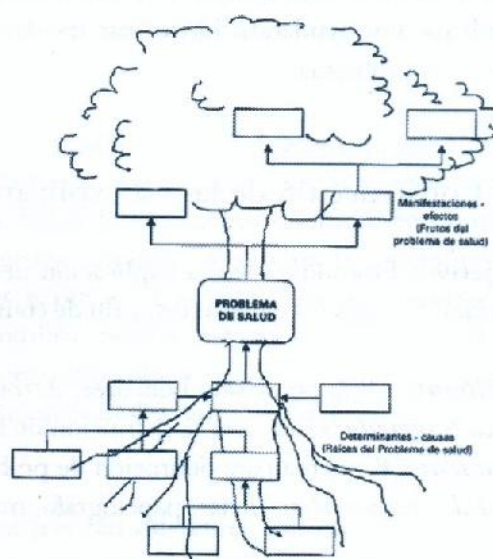 Manifestaciones -
efectos
(Frutos del
problema de salud)
PROBLEMA
DE SALUD
Determinantes - causas
(Raíces del Problema de salud)